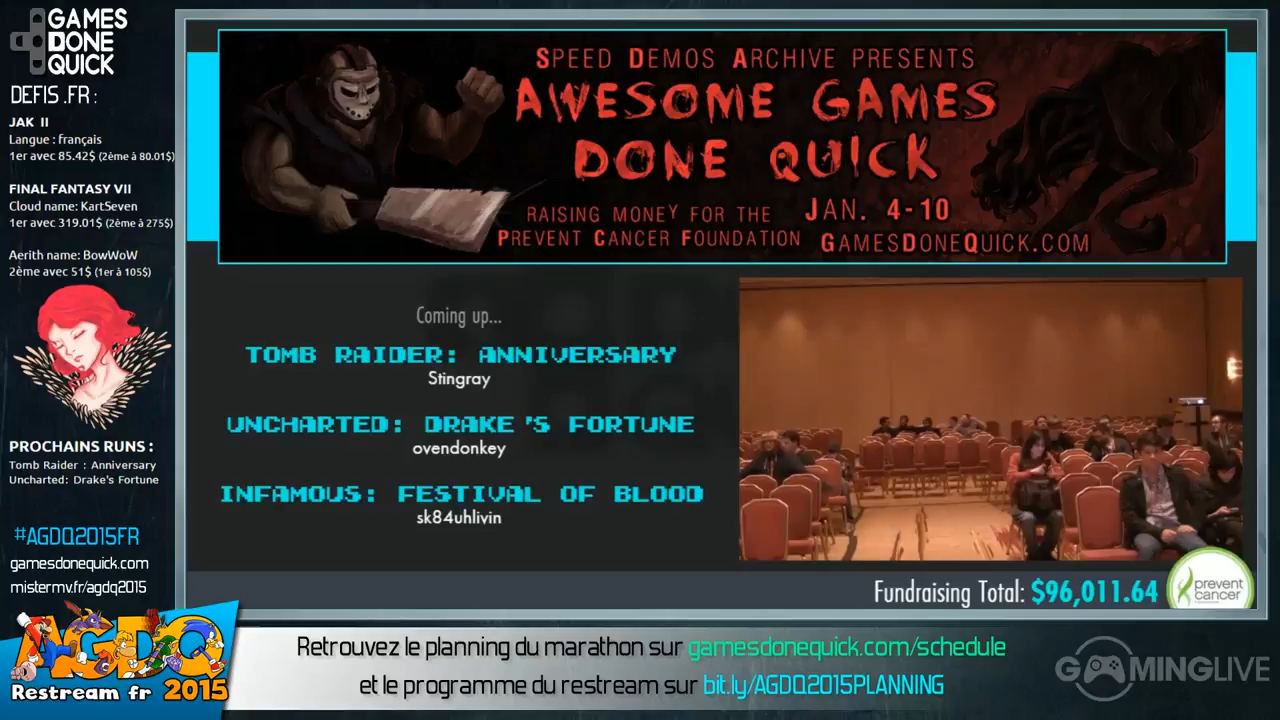 GAMES
DONE
QUICK
DEFIS .FR :
JAK II
Langue : français
1er avec 85.42$ (2ème à 80.01$)
FINAL FANTASY VII
Cloud name: KartSeven
1er avec 319.01$ (2ème à 275$)
Aerith name: BowWoW
2ème avec 51$ (1er à 105$)
PROCHAINS RUNS :
Tomb Raider : Anniversary
Uncharted: Drake's Fortune
#AGDQ2015FR
gamesdonequick.com
mistermv.fr/agdq2015
AGDQ
Restream fr 2015
SPEED DEMOS ARCHIVE PRESENTS
AWESOME GAMES
DONE QUICK
RAISING MONEY FOR THE
PREVENT CANCER FOUNDATION
JAN. 4-10
GAMESDONEQUICK.COM
Coming up...
TOMB RAIDER: ANNIVERSARY
Stingray
UNCHARTED: DRAKE'S FORTUNE
ovendonkey
INFAMOUS: FESTIVAL OF BLOOD
sk84uhlivin
Fundraising Total: $96,011.64
prevent
cancer
Retrouvez le planning du marathon sur gamesdonequick.com/schedule
et le programme du restream sur bit.ly/AGDQ2015PLANNING
GAMINGLIVE